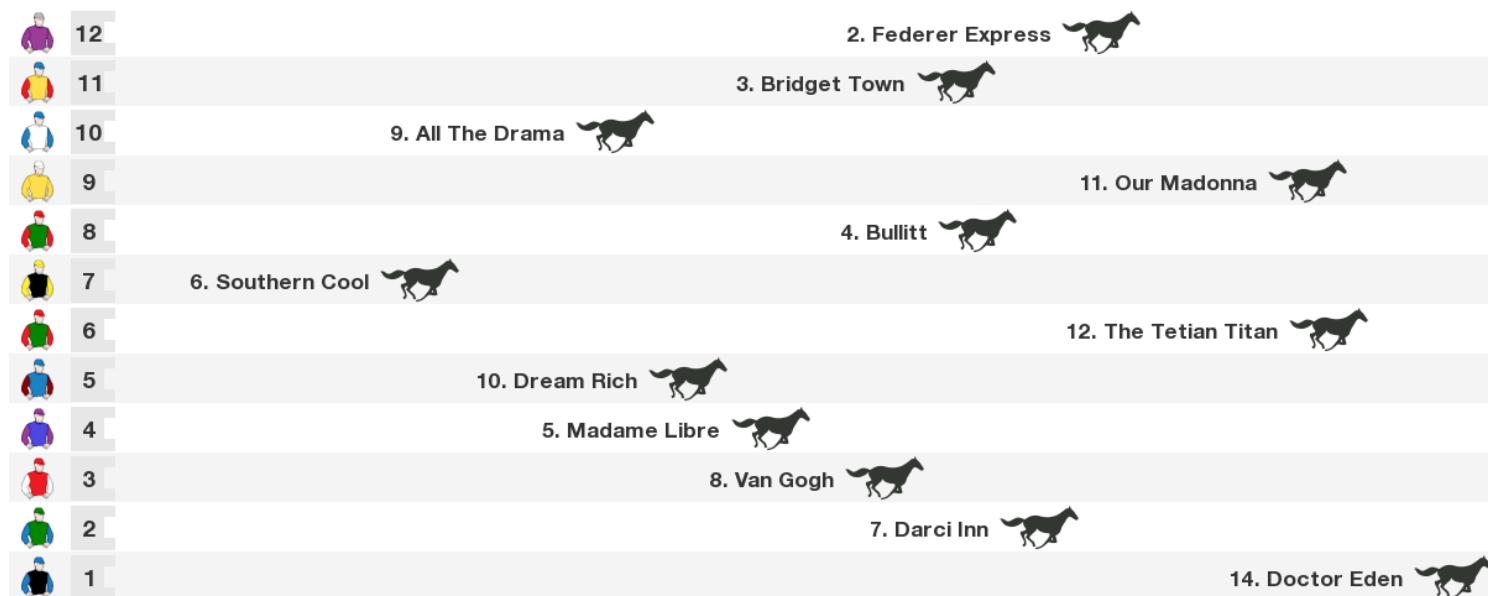 12 2. Federer Express
11 3. Bridget Town
10 9. All The Drama
9 11. Our Madonna
8 4. Bullitt
7 6. Southern Cool
6 12. The Tetian Titan
5 10. Dream Rich
4 5. Madame Libre
3 8. Van Gogh
2 7. Darci Inn
1 14. Doctor Eden